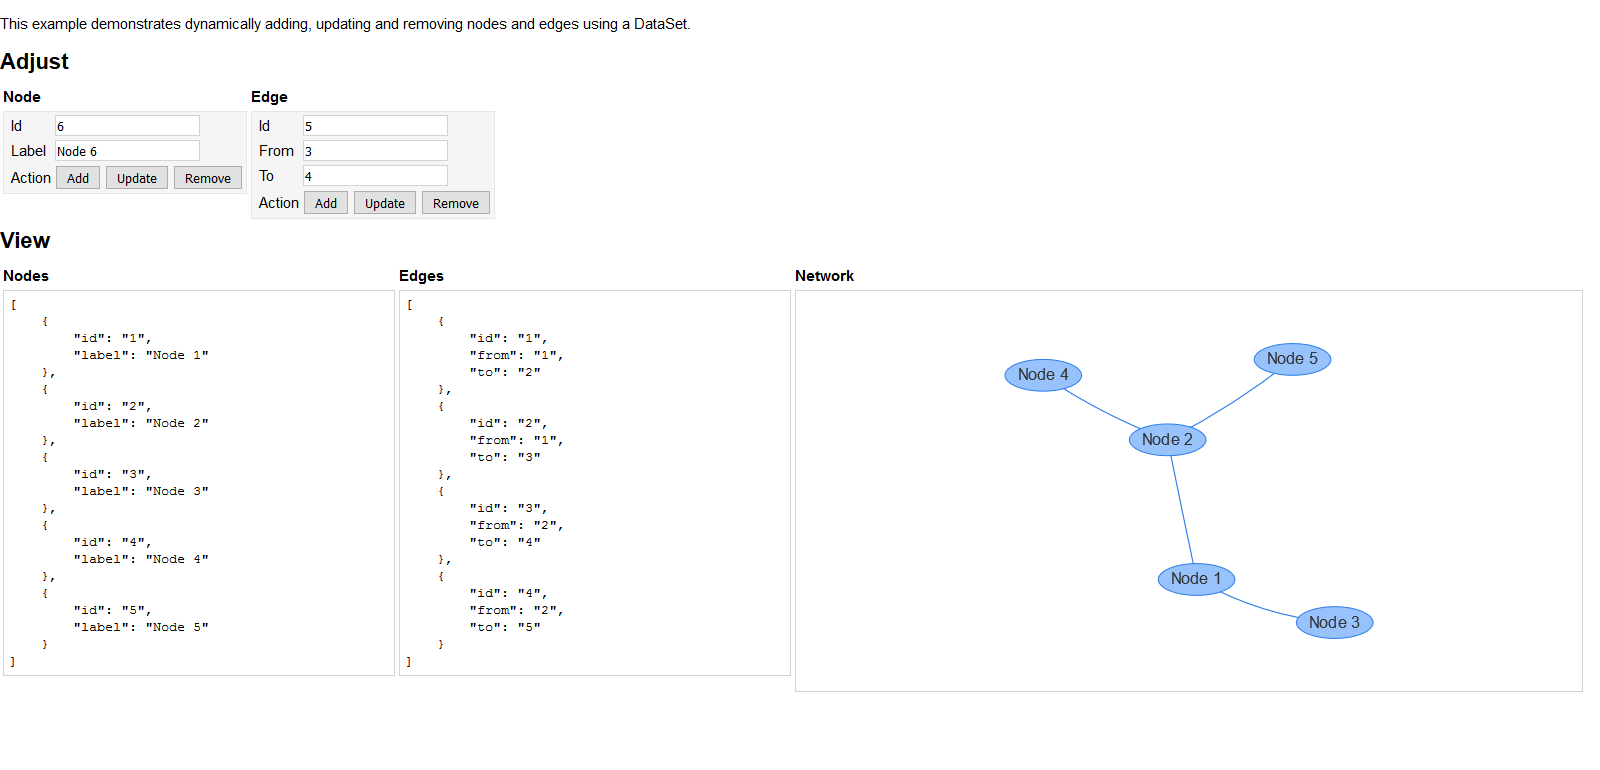 This example demonstrates dynamically adding, updating and removing nodes and edges using a DataSet.
Adjust
Node
Id 6
Label Node 6
Action Add Update Remove
Edge
Id 5
From 3
To 4
Action Add Update Remove
View
Nodes
[
{
"id": "1",
"label": "Node 1"
},
{
"id": "2",
"label": "Node 2"
},
{
"id": "3",
"label": "Node 3"
},
{
"id": "4",
"label": "Node 4"
},
{
"id": "5",
"label": "Node 5"
}
]
Edges
[
{
"id": "1",
"from": "1",
"to": "2"
},
{
"id": "2",
"from": "1",
"to": "3"
},
{
"id": "3",
"from": "2",
"to": "4"
},
{
"id": "4",
"from": "2",
"to": "5"
}
]
Network
Node 5
Node 4
Node 2
Node 1
Node 3